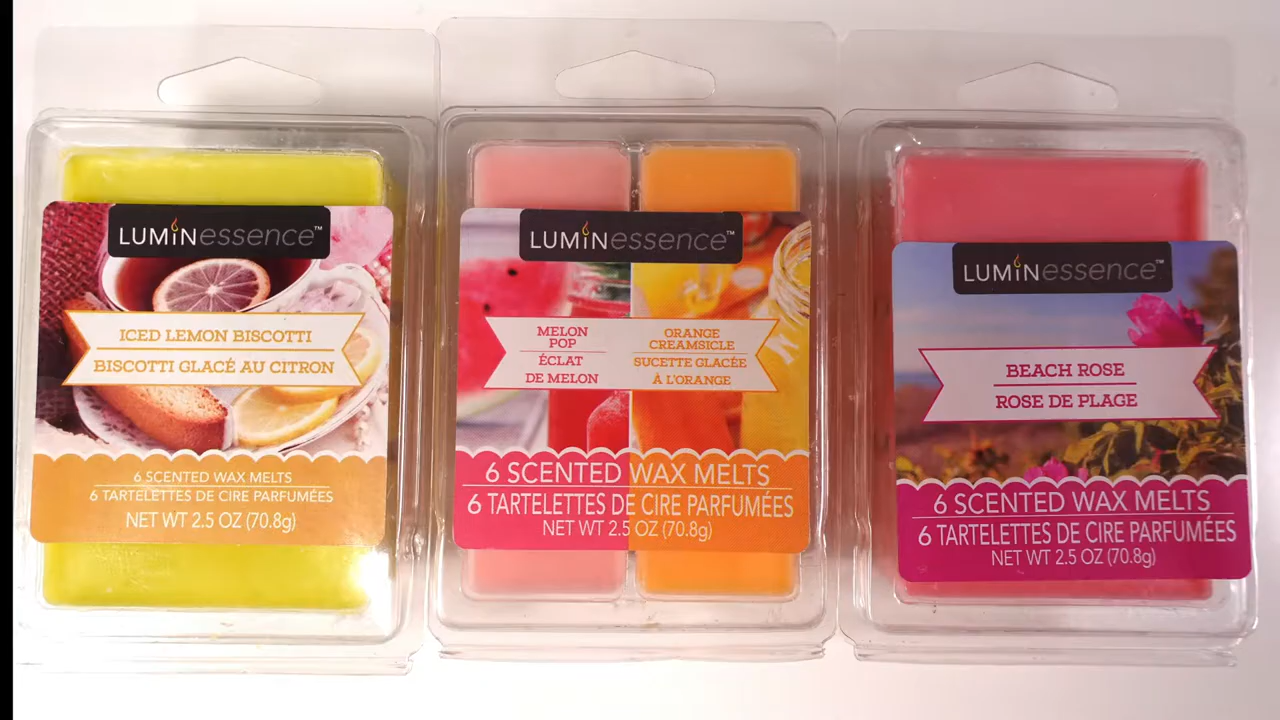 LUMiNessence™
ICED LEMON BISCOTTI
BISCOTTI GLACÉ AU CITRON
6 SCENTED WAX MELTS
6 TARTELETTES DE CIRE PARFUMÉES
NET WT 2.5 OZ (70.8g)
LUMiNessence™
MELON
POP
ÉCLAT
DE MELON
ORANGE
CREAMSICLE
SUCETTE GLACÉE
À L'ORANGE
6 SCENTED WAX MELTS
6 TARTELETTES DE CIRE PARFUMÉES
NET WT 2.5 OZ (70.8g)
LUMiNessence™
BEACH ROSE
ROSE DE PLAGE
6 SCENTED WAX MELTS
6 TARTELETTES DE CIRE PARFUMÉES
NET WT 2.5 OZ (70.8g)